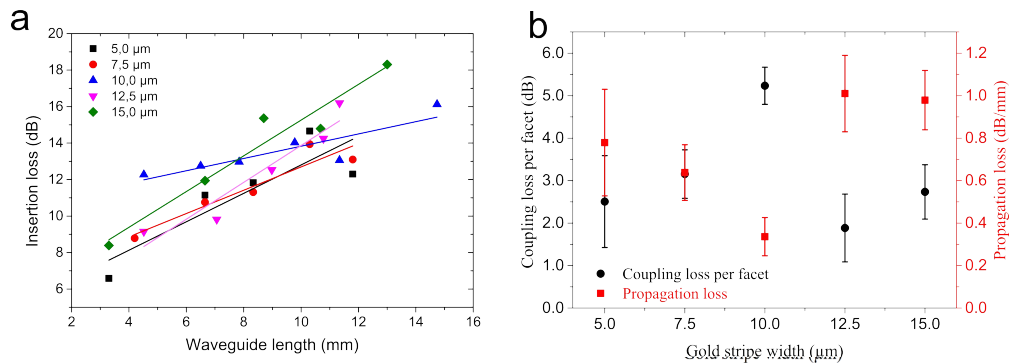 a
20
18
16
14
12
10
8
6
Insertion loss (dB)
5,0 µm
7,5 µm
10,0 µm
12,5 µm
15,0 µm
2 4 6 8 10 12 14 16
Waveguide length (mm)
b
6.0
5.0
4.0
3.0
2.0
1.0
0.0
Coupling loss per facet (dB)
Coupling loss per facet
Propagation loss
5.0 7.5 10.0 12.5 15.0
Gold stripe width (µm)
1.2
1.0
0.8
0.6
0.4
0.2
0.0
Propagation loss (dB/mm)